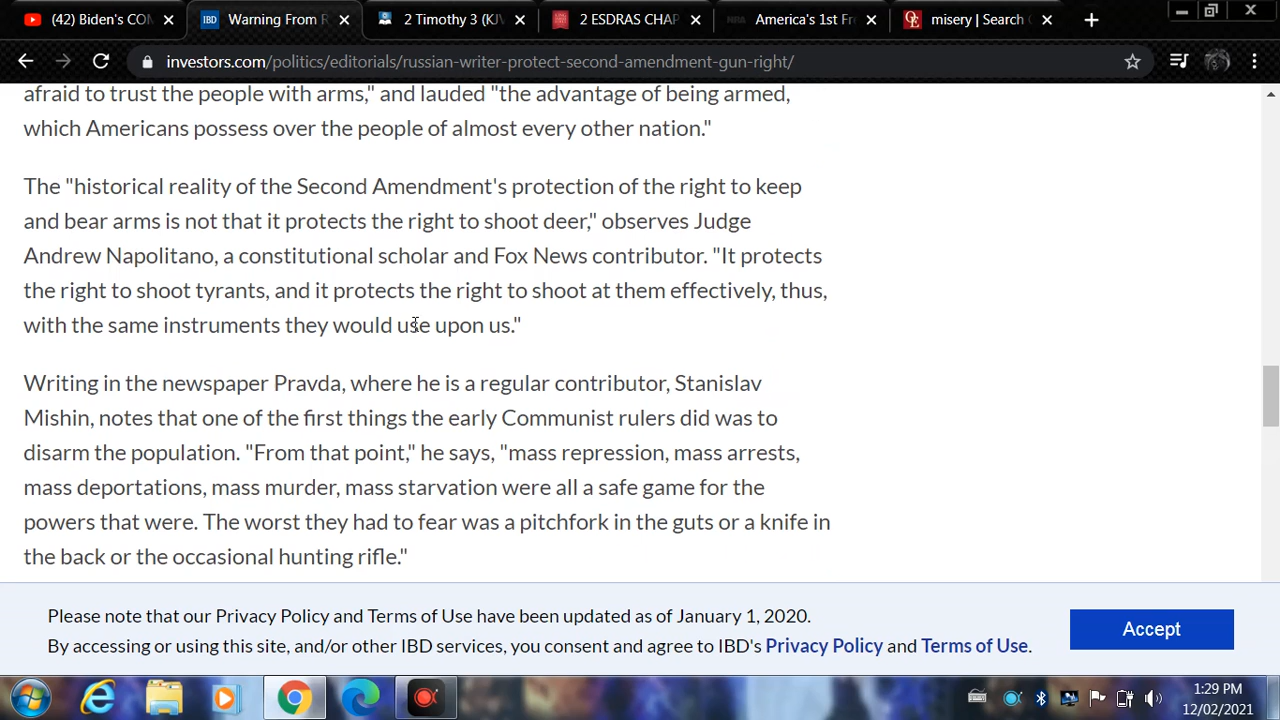 (42) Biden's CON
Warning From R
2 Timothy 3 (KJV
2 ESDRAS CHAP
America's 1st Fr
misery | Search
investors.com/politics/editorials/russian-writer-protect-second-amendment-gun-right/
afraid to trust the people with arms," and lauded "the advantage of being armed,
which Americans possess over the people of almost every other nation."
The "historical reality of the Second Amendment's protection of the right to keep
and bear arms is not that it protects the right to shoot deer," observes Judge
Andrew Napolitano, a constitutional scholar and Fox News contributor. "It protects
the right to shoot tyrants, and it protects the right to shoot at them effectively, thus,
with the same instruments they would use upon us."
Writing in the newspaper Pravda, where he is a regular contributor, Stanislav
Mishin, notes that one of the first things the early Communist rulers did was to
disarm the population. "From that point," he says, "mass repression, mass arrests,
mass deportations, mass murder, mass starvation were all a safe game for the
powers that were. The worst they had to fear was a pitchfork in the guts or a knife in
the back or the occasional hunting rifle."
Please note that our Privacy Policy and Terms of Use have been updated as of January 1, 2020.
By accessing or using this site, and/or other IBD services, you consent and agree to IBD's Privacy Policy and Terms of Use.
Accept
1:29 PM
12/02/2021